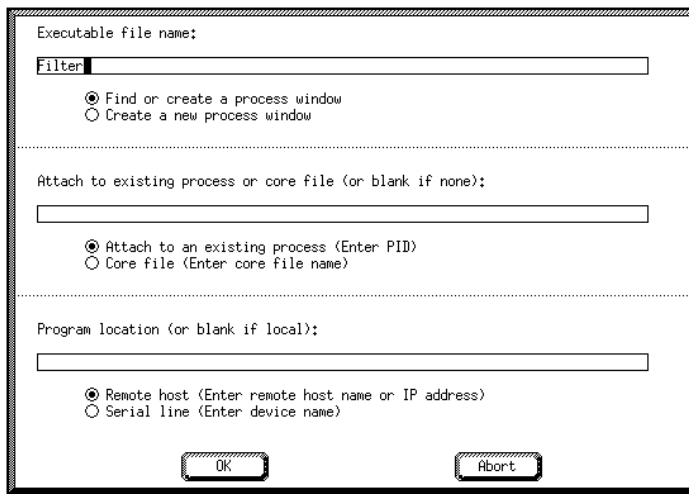 Executable file name:
Filter
Find or create a process window
Create a new process window
Attach to existing process or core file (or blank if none):
Attach to an existing process (Enter PID)
Core file (Enter core file name)
Program location (or blank if local):
Remote host (Enter remote host name or IP address)
Serial line (Enter device name)
OK Abort